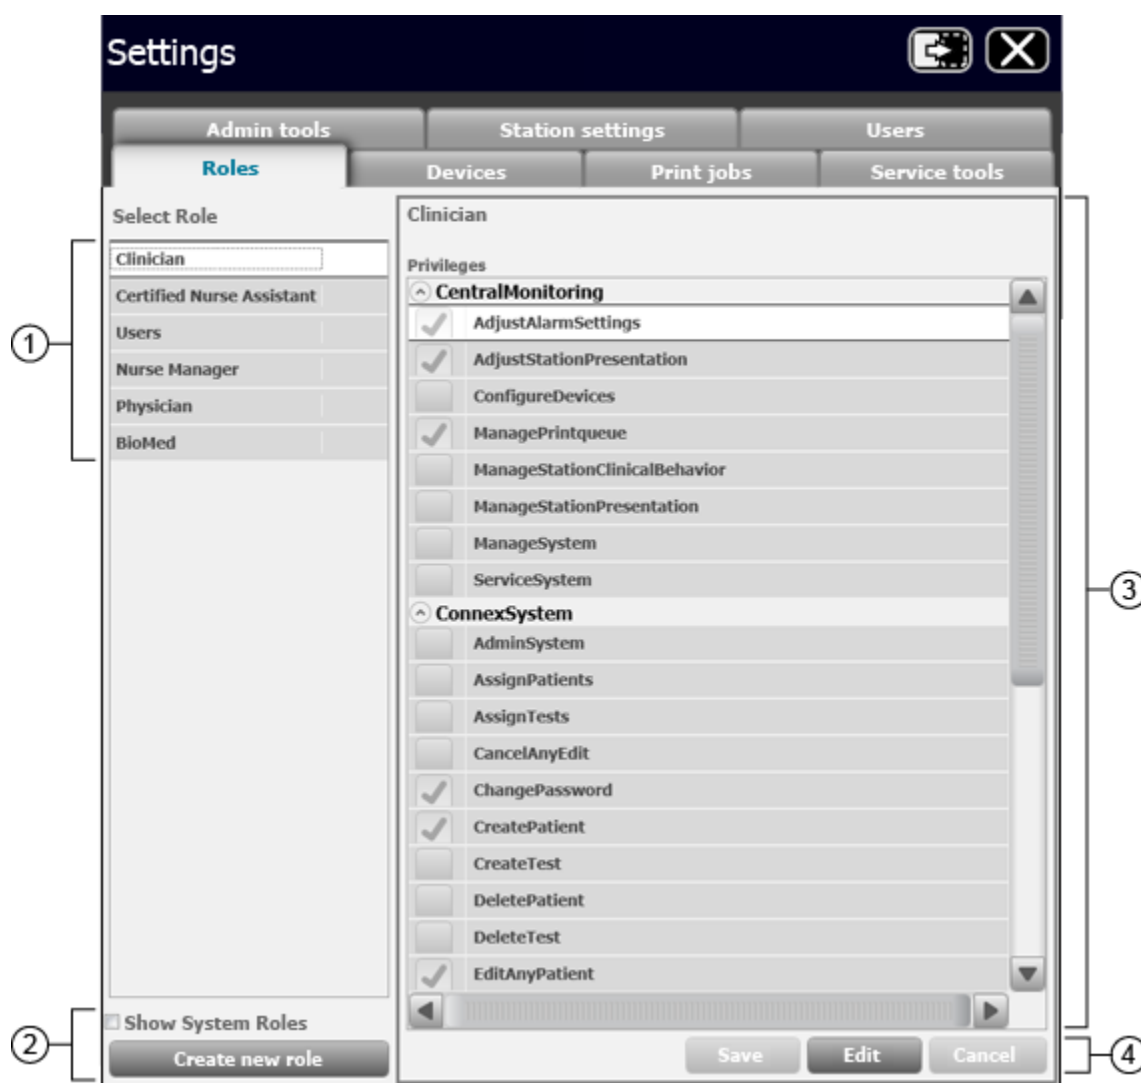 Settings
Admin tools
Station settings
Users
Roles
Devices
Print jobs
Service tools
Select Role
Clinician
Certified Nurse Assistant
Users
Nurse Manager
Physician
BioMed
1
Show System Roles
Create new role
2
Clinician
Privileges
CentralMonitoring
AdjustAlarmSettings
AdjustStationPresentation
ConfigureDevices
ManagePrintqueue
ManageStationClinicalBehavior
ManageStationPresentation
ManageSystem
ServiceSystem
ConnexSystem
AdminSystem
AssignPatients
AssignTests
CancelAnyEdit
ChangePassword
CreatePatient
CreateTest
DeletePatient
DeleteTest
EditAnyPatient
3
Save
Edit
Cancel
4